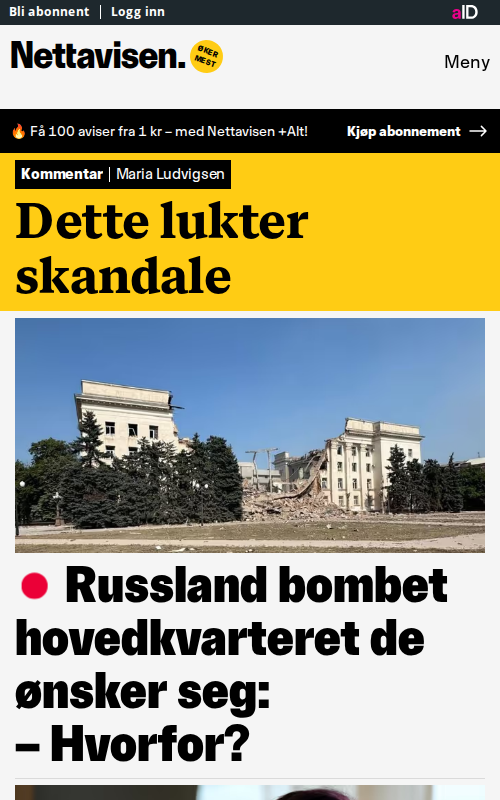 Bli abonnent | Logg inn
aID
Nettavisen.
ØKER
MEST
Meny
🔥 Få 100 aviser fra 1 kr – med Nettavisen +Alt!
Kjøp abonnement →
Kommentar | Maria Ludvigsen
Dette lukter
skandale
Russland bombet
hovedkvarteret de
ønsker seg:
– Hvorfor?